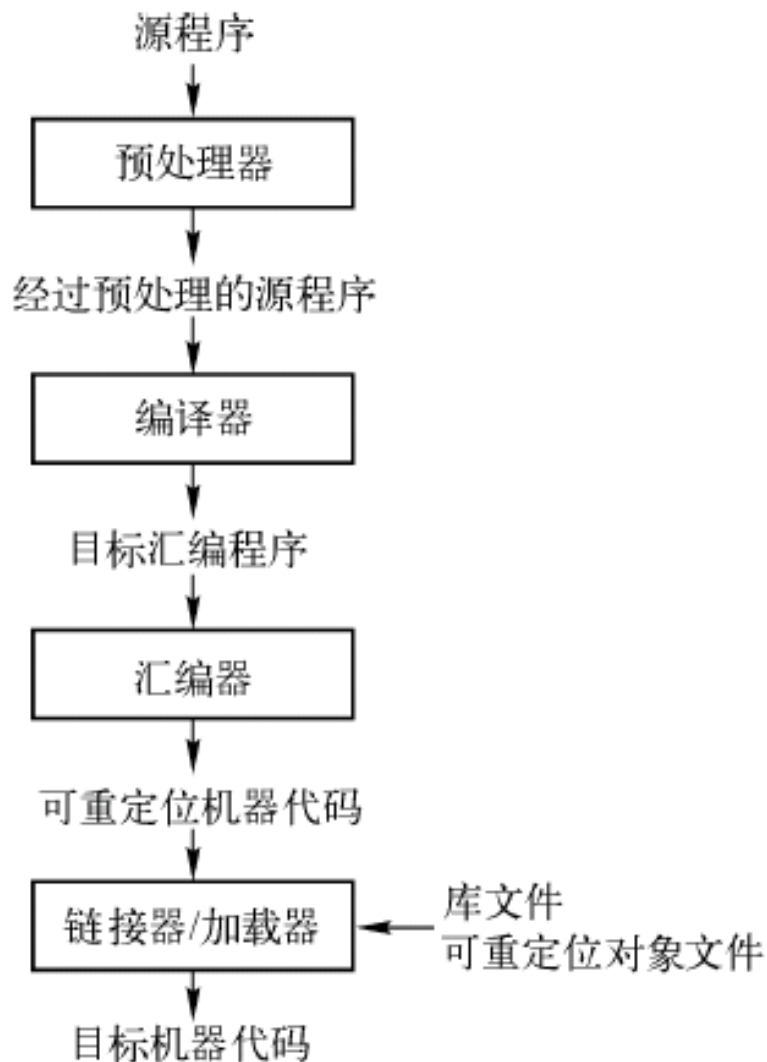 源程序
预处理器
经过预处理的源程序
编译器
目标汇编程序
汇编器
可重定位机器代码
链接器/加载器
库文件
可重定位对象文件
目标机器代码